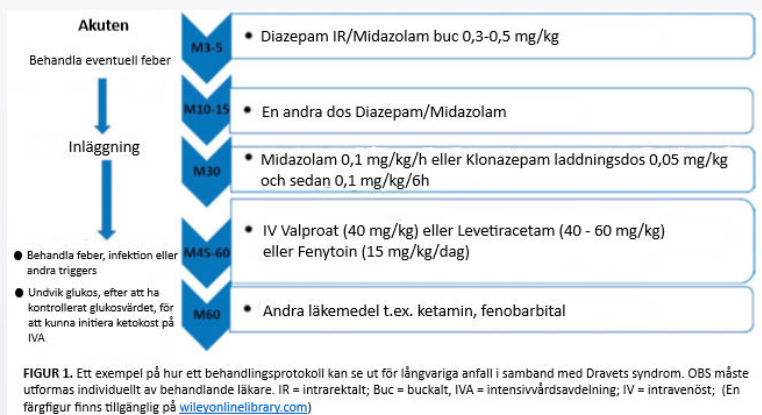 Akuten
Behandla eventuell feber
Inläggning
● Behandla feber, infektion eller
andra triggers
● Undvik glukos, efter att ha
kontrollerat glukosvärdet, för
att kunna initiera ketokost på
IVA
M3-5
• Diazepam IR/Midazolam buc 0,3-0,5 mg/kg
M10-15
• En andra dos Diazepam/Midazolam
M30
• Midazolam 0,1 mg/kg/h eller Klonazepam laddningsdos 0,05 mg/kg
och sedan 0,1 mg/kg/6h
M45-60
• IV Valproat (40 mg/kg) eller Levetiracetam (40 - 60 mg/kg)
eller Fenytoin (15 mg/kg/dag)
M60
• Andra läkemedel t.ex. ketamin, fenobarbital
FIGUR 1. Ett exempel på hur ett behandlingsprotokoll kan se ut för långvariga anfall i samband med Dravets syndrom. OBS måste
utformas individuellt av behandlande läkare. IR = intrarektalt; Buc = buckalt, IVA = intensivvårdsavdelning; IV = intravenöst; (En
färgfigur finns tillgänglig på wileyonlinelibrary.com)